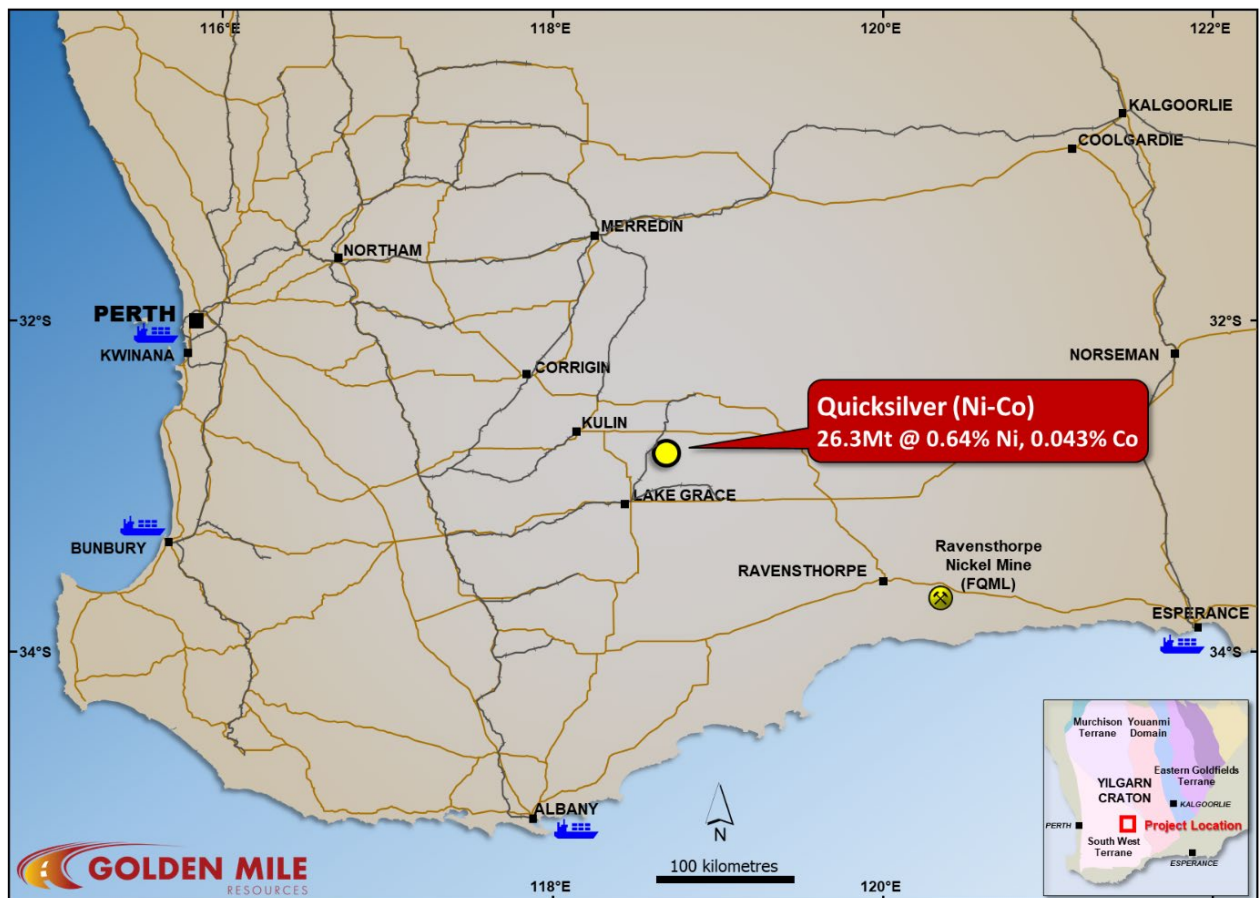 116°E
118°E
120°E
122°E
KALGOORLIE
COOLGARDIE
MERREDIN
NORTHAM
PERTH
32°S
32°S
KWINANA
NORSEMAN
CORRIGIN
Quicksilver (Ni-Co)
26.3Mt @ 0.64% Ni, 0.043% Co
KULIN
LAKE GRACE
BUNBURY
Ravensthorpe
Nickel Mine
(FQML)
RAVENSTHORPE
ESPERANCE
34°S
34°S
Murchison
Terrane
Youanmi
Domain
Eastern Goldfields
Terrane
YILGARN
CRATON
KALGOORLIE
PERTH
Project Location
South West
Terrane
ESPERANCE
ALBANY
N
100 kilometres
GOLDEN MILE
RESOURCES
118°E
120°E